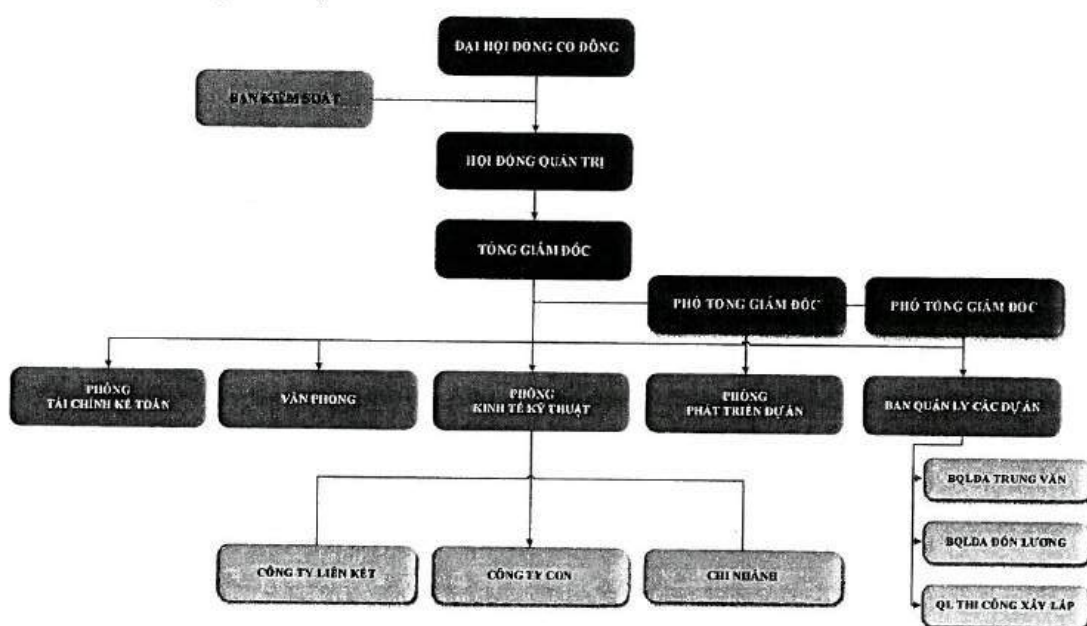 ĐẠI HỘI ĐỒNG CỔ ĐÔNG
BAN KIỂM SOÁT
HỘI ĐỒNG QUẢN TRỊ
TỔNG GIÁM ĐỐC
PHÓ TỔNG GIÁM ĐỐC
PHÓ TỔNG GIÁM ĐỐC
PHÒNG
TÀI CHÍNH KẾ TOÁN
VĂN PHÒNG
PHÒNG
KINH TẾ KỸ THUẬT
PHÒNG
PHÁT TRIỂN DỰ ÁN
BAN QUẢN LÝ CÁC DỰ ÁN
BQLDA TRUNG VĂN
BQLDA ĐÓN LƯƠNG
QL THI CÔNG XÂY LẮP
CÔNG TY LIÊN KẾT
CÔNG TY CON
CHI NHÁNH